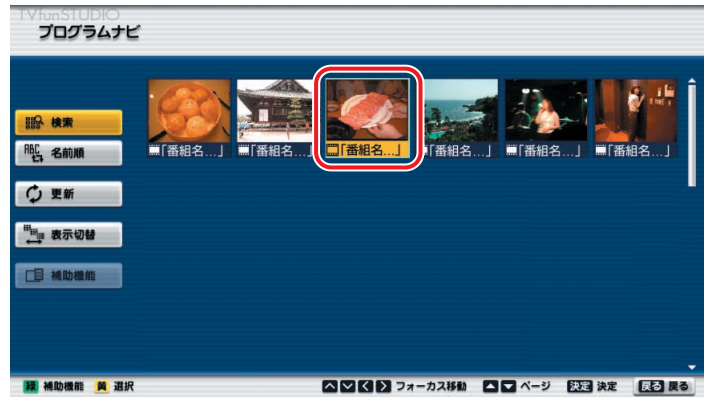 TVfunSTUDIO
プログラムナビ
検索
ABC 名前順
更新
表示切替
補助機能
「番組名...」
「番組名...」
「番組名...」
「番組名...」
「番組名...」
「番組名...」
緑 補助機能 黄 選択
フォーカス移動 ページ 決定 決定 戻る 戻る